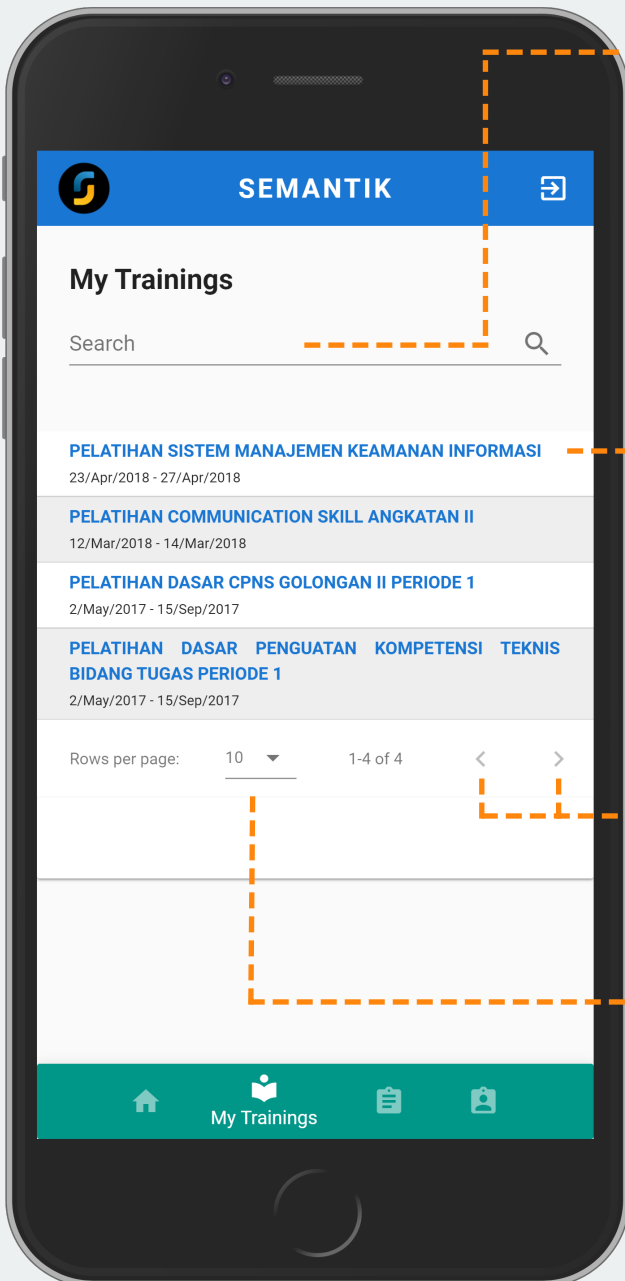 SEMANTIK
My Trainings
Search
PELATIHAN SISTEM MANAJEMEN KEAMANAN INFORMASI
23/Apr/2018 - 27/Apr/2018
PELATIHAN COMMUNICATION SKILL ANGKATAN II
12/Mar/2018 - 14/Mar/2018
PELATIHAN DASAR CPNS GOLONGAN II PERIODE 1
2/May/2017 - 15/Sep/2017
PELATIHAN DASAR PENGUATAN KOMPETENSI TEKNIS
BIDANG TUGAS PERIODE 1
2/May/2017 - 15/Sep/2017
Rows per page: 10 1-4 of 4
My Trainings